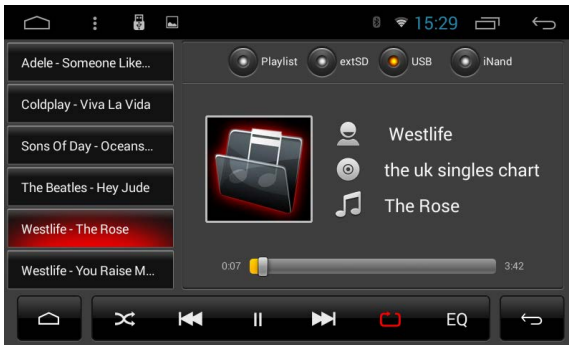 15:29
Adele - Someone Like...
Coldplay - Viva La Vida
Sons Of Day - Oceans...
The Beatles - Hey Jude
Westlife - The Rose
Westlife - You Raise M...
Playlist
extSD
USB
iNand
Westlife
the uk singles chart
The Rose
0:07
3:42
EQ